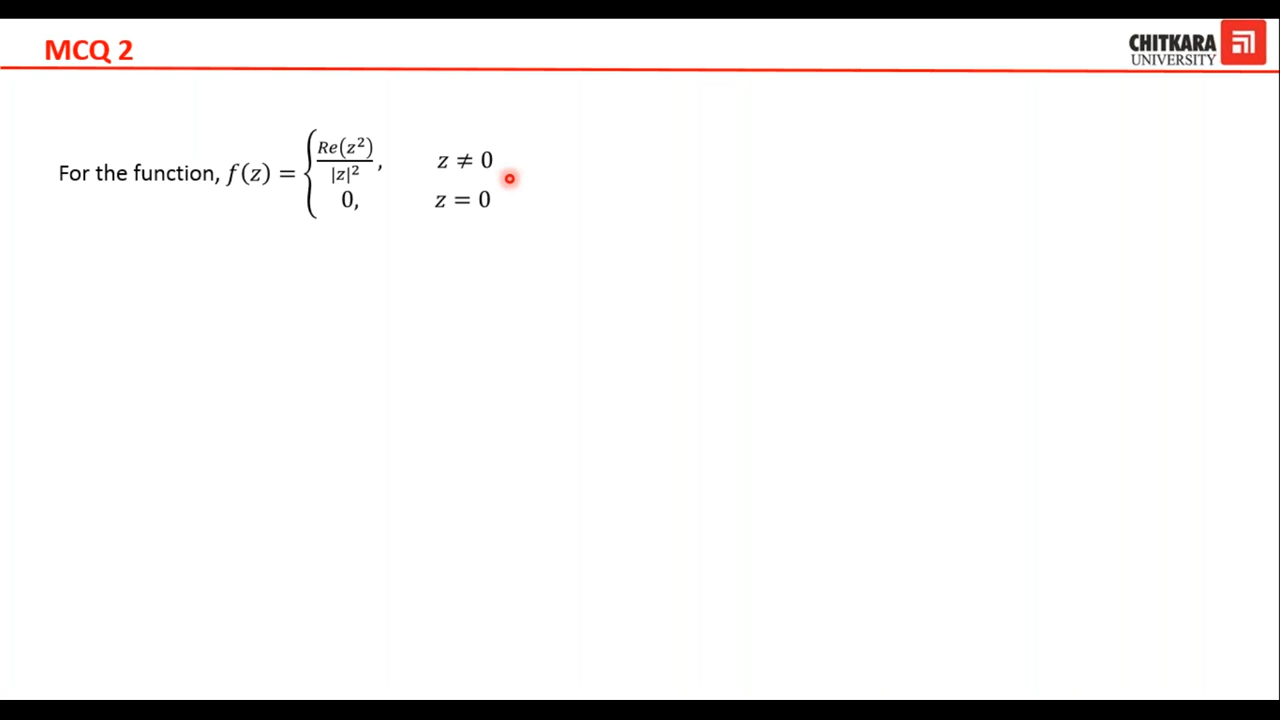 MCQ 2
CHITKARA
UNIVERSITY
For the function, f(z) = { Re(z²)/|z|², z ≠ 0
0, z = 0